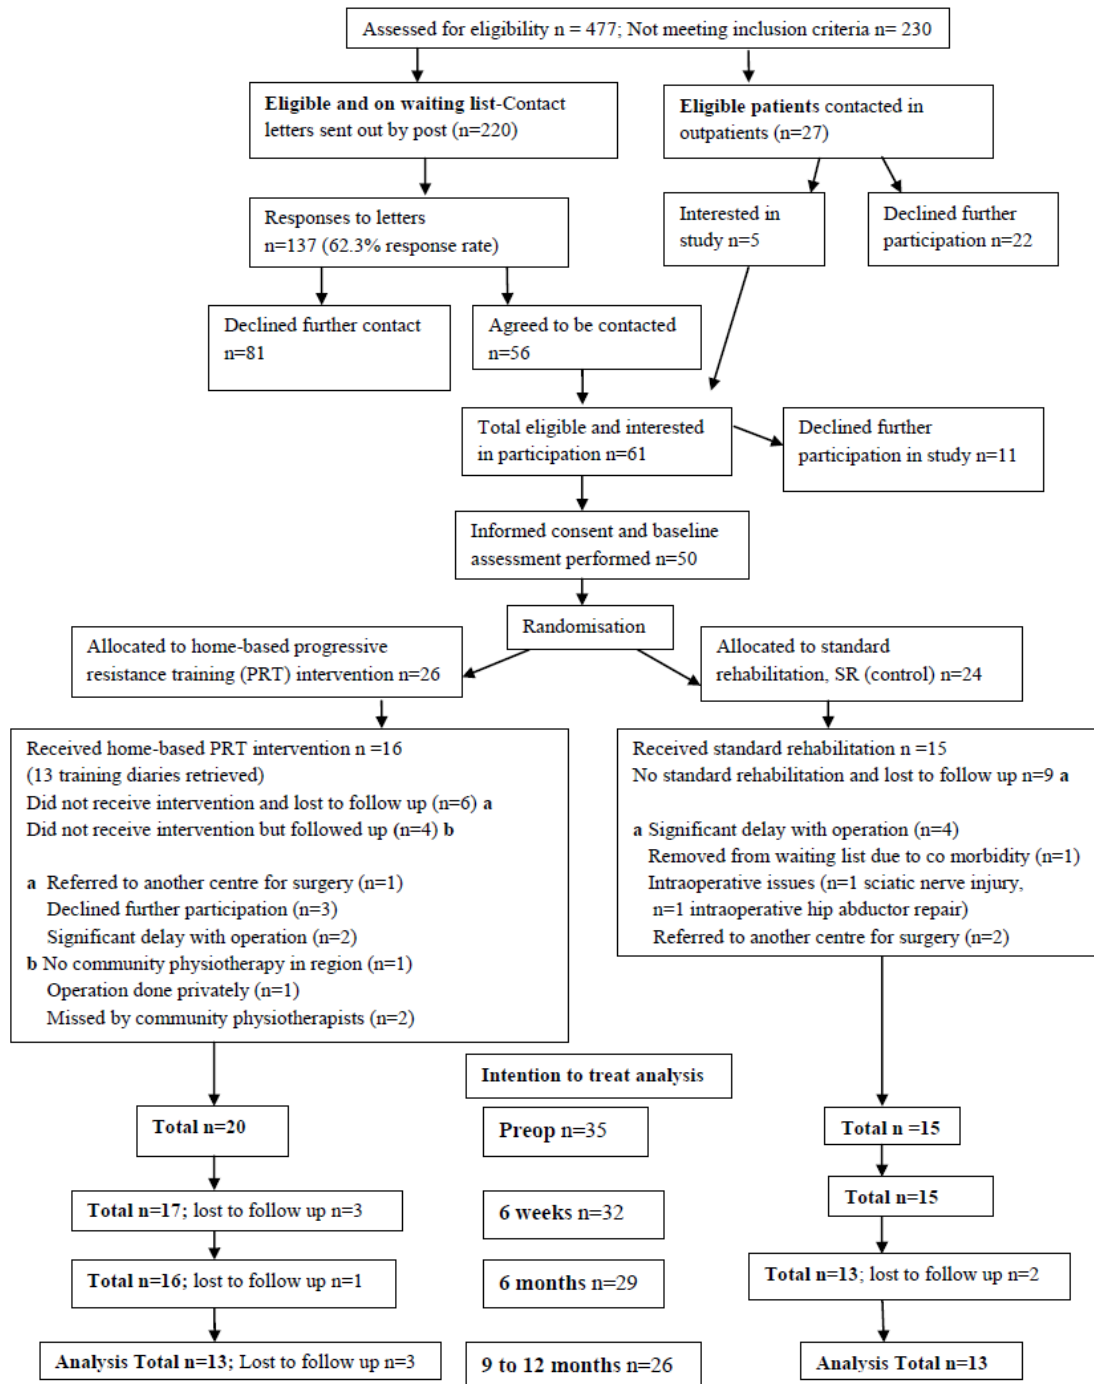 Assessed for eligibility n = 477; Not meeting inclusion criteria n= 230
Eligible and on waiting list-Contact
letters sent out by post (n=220)
Eligible patients contacted in
outpatients (n=27)
Responses to letters
n=137 (62.3% response rate)
Interested in
study n=5
Declined further
participation n=22
Declined further contact
n=81
Agreed to be contacted
n=56
Total eligible and interested
in participation n=61
Declined further
participation in study n=11
Informed consent and baseline
assessment performed n=50
Randomisation
Allocated to home-based progressive
resistance training (PRT) intervention n=26
Allocated to standard
rehabilitation, SR (control) n=24
Received home-based PRT intervention n =16
(13 training diaries retrieved)
Did not receive intervention and lost to follow up (n=6) a
Did not receive intervention but followed up (n=4) b
a Referred to another centre for surgery (n=1)
Declined further participation (n=3)
Significant delay with operation (n=2)
b No community physiotherapy in region (n=1)
Operation done privately (n=1)
Missed by community physiotherapists (n=2)
Received standard rehabilitation n =15
No standard rehabilitation and lost to follow up n=9 a
a Significant delay with operation (n=4)
Removed from waiting list due to co morbidity (n=1)
Intraoperative issues (n=1 sciatic nerve injury,
n=1 intraoperative hip abductor repair)
Referred to another centre for surgery (n=2)
Intention to treat analysis
Total n=20
Preop n=35
Total n =15
Total n=17; lost to follow up n=3
6 weeks n=32
Total n=15
Total n=16; lost to follow up n=1
6 months n=29
Total n=13; lost to follow up n=2
Analysis Total n=13; Lost to follow up n=3
9 to 12 months n=26
Analysis Total n=13